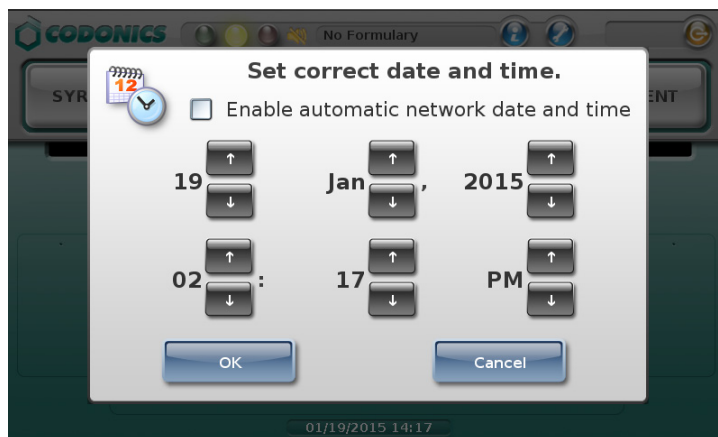 CODONICS No Formulary
SYR ENT
Set correct date and time.
12
Enable automatic network date and time
19 Jan , 2015
02 : 17 PM
OK Cancel
01/19/2015 14:17